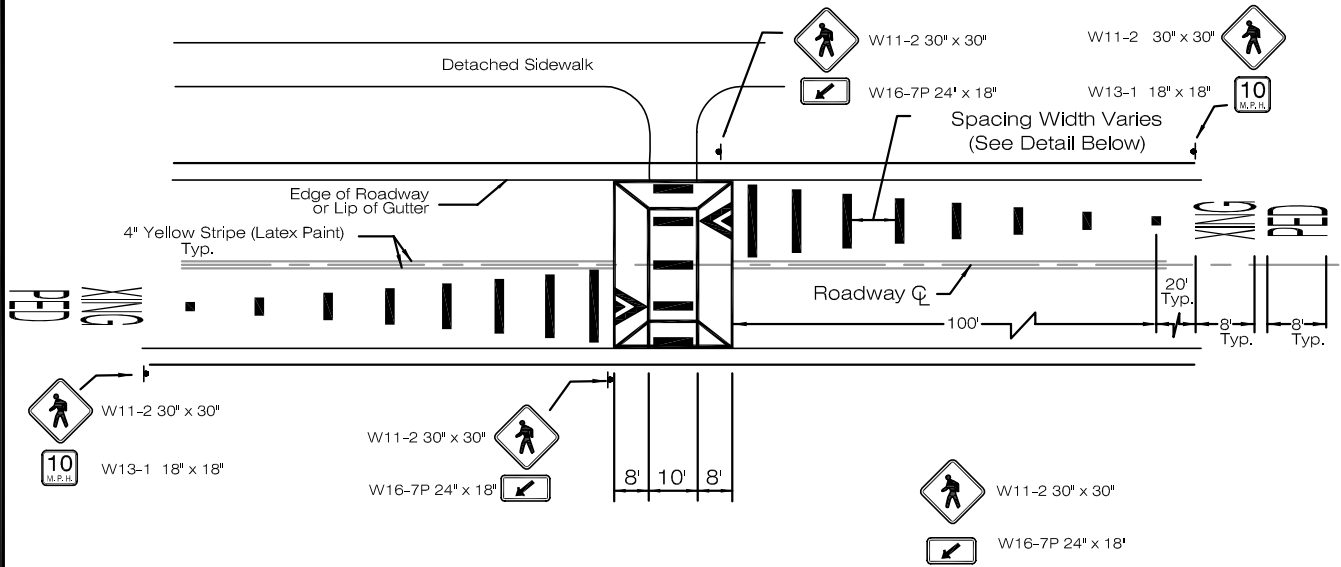 W11-2 30" x 30"
W11-2 30" x 30"
Detached Sidewalk
W16-7P 24' x 18"
W13-1 18" x 18"
10
M.P.H.
Spacing Width Varies
(See Detail Below)
Edge of Roadway
or Lip of Gutter
4" Yellow Stripe (Latex Paint)
Typ.
XNG
PED
PED
XNG
Roadway ℄
20'
Typ.
100'
8'
Typ.
8'
Typ.
W11-2 30" x 30"
10
M.P.H.
W13-1 18" x 18"
W11-2 30" x 30"
W16-7P 24" x 18"
8'
10'
8'
W11-2 30" x 30"
W16-7P 24" x 18'